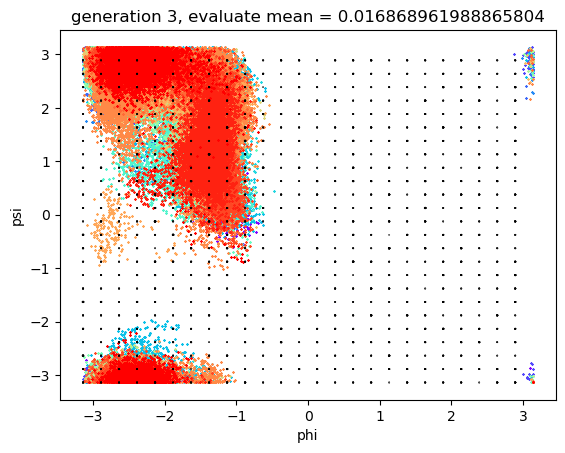 generation 3, evaluate mean = 0.016868961988865804
3
2
1
0
−1
−2
−3
psi
−3 −2 −1 0 1 2 3
phi